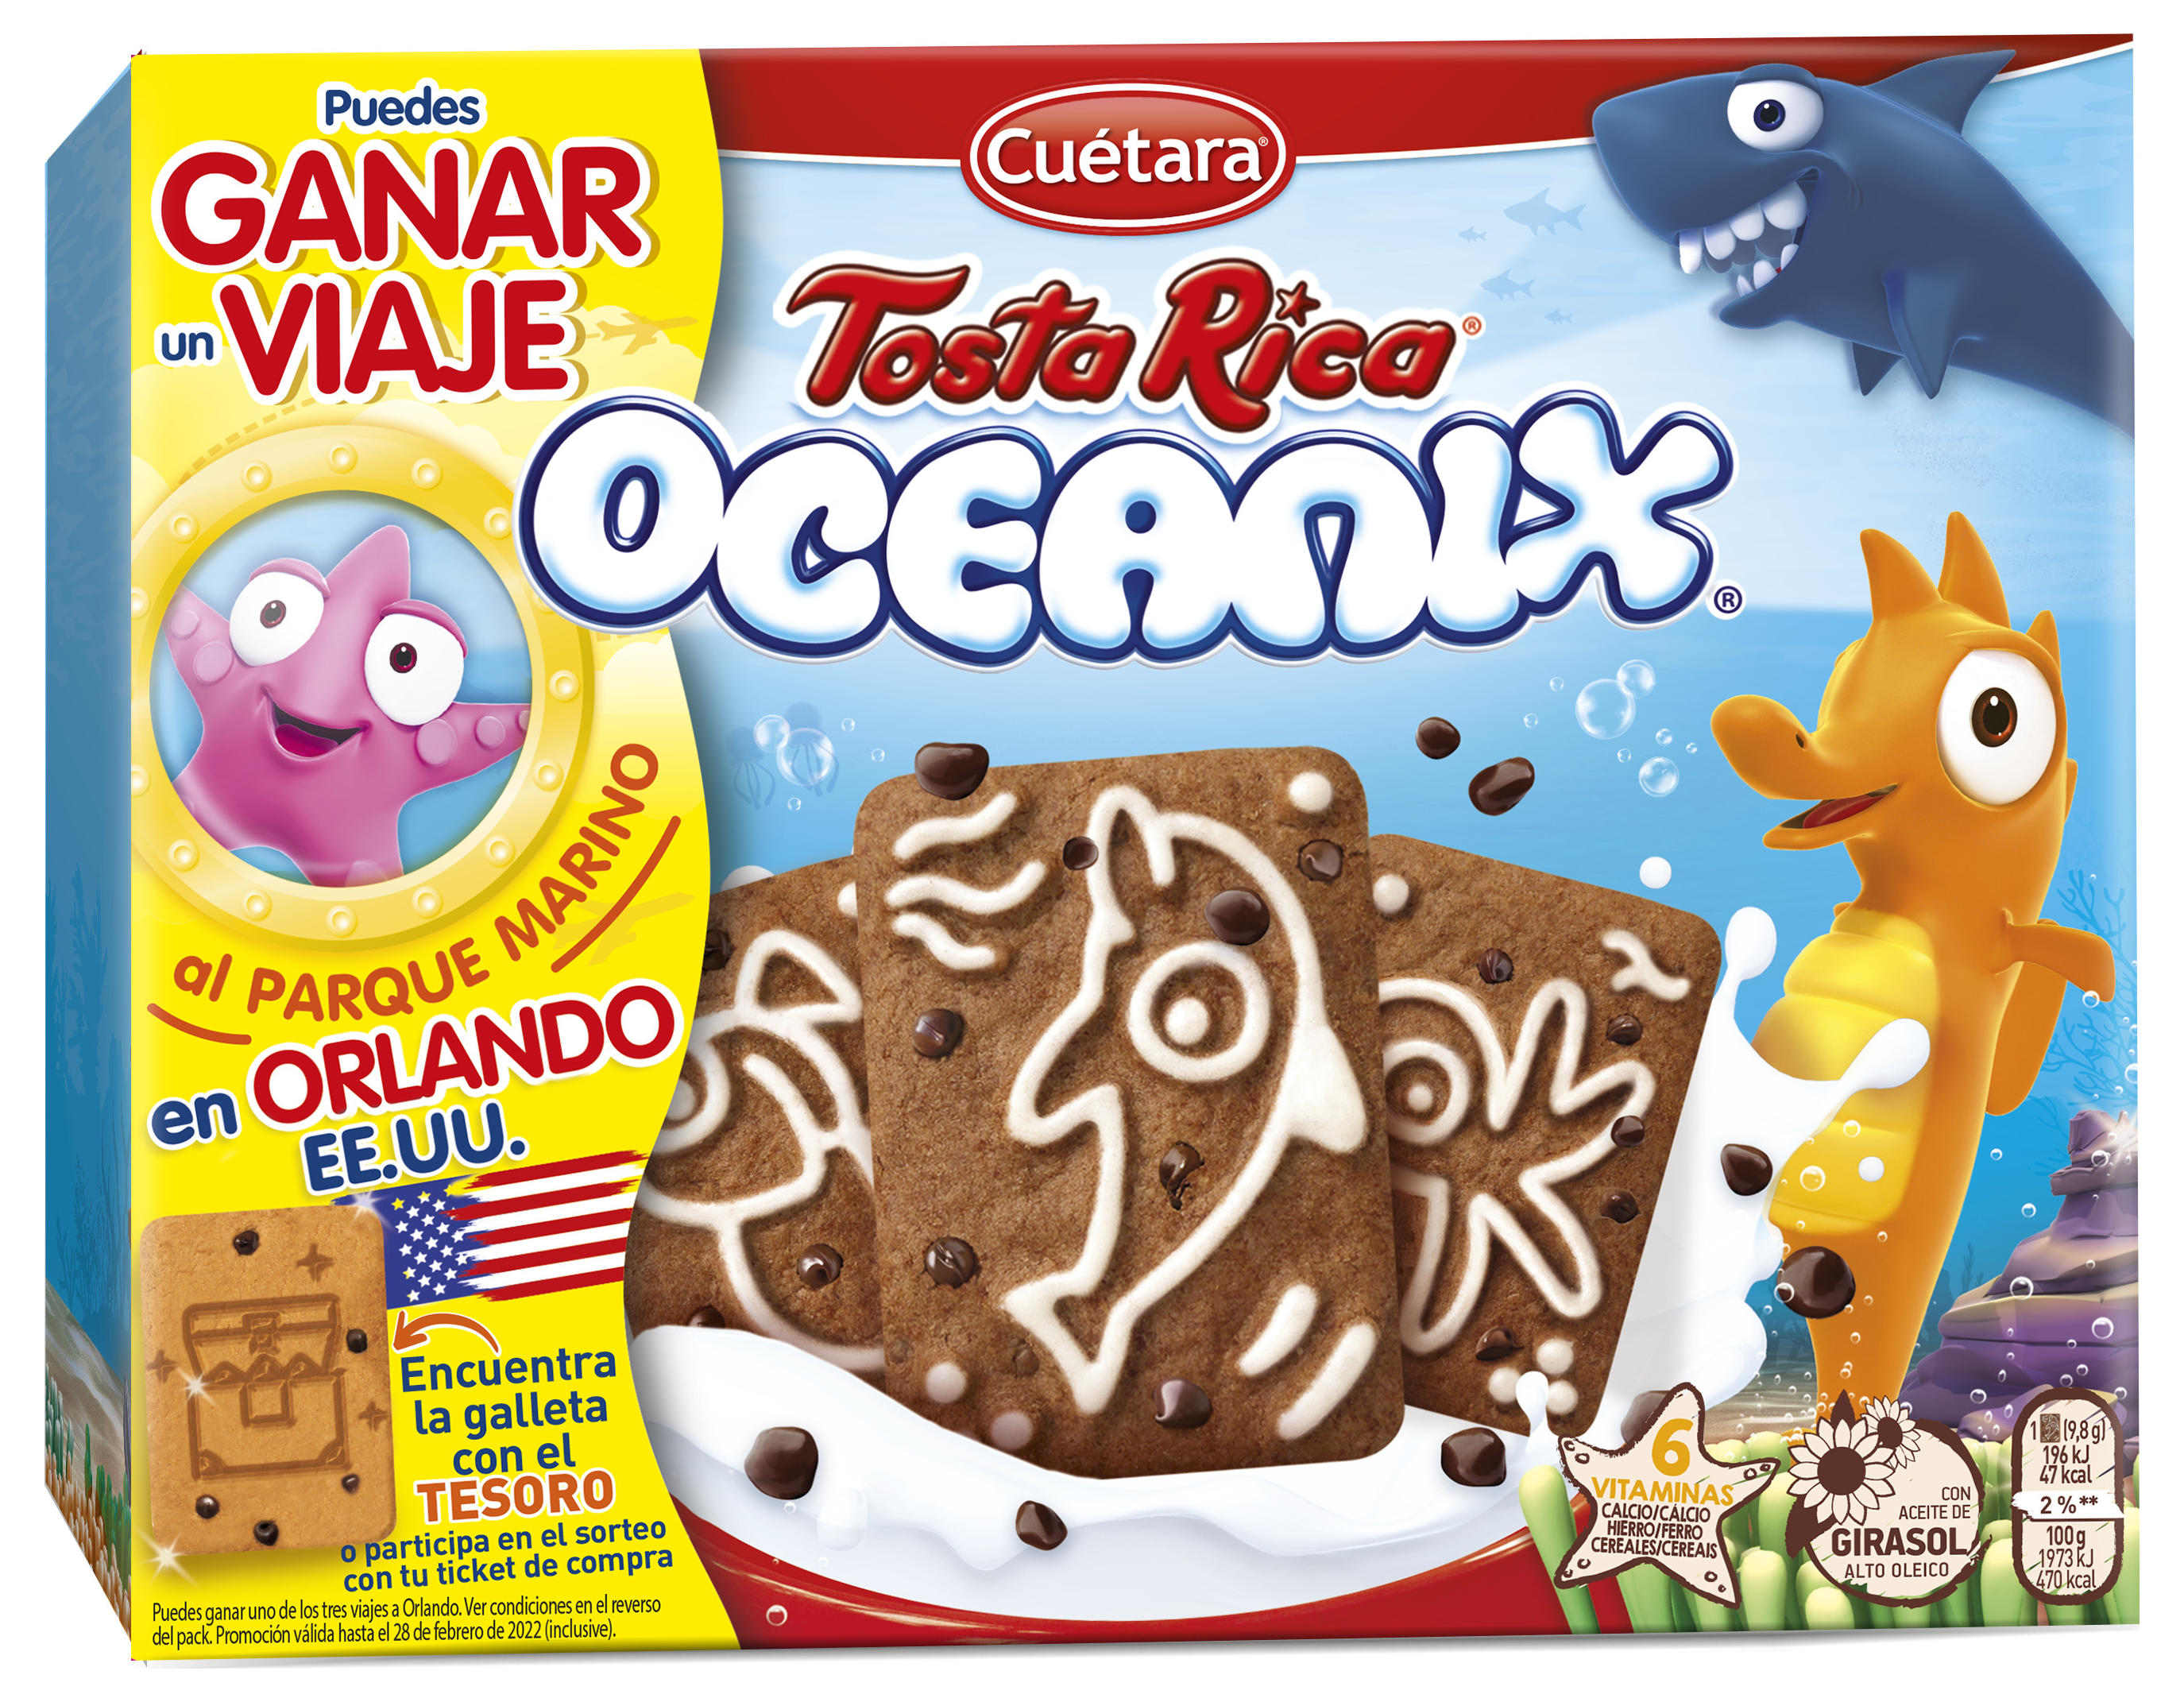 Puedes
GANAR
un VIAJE
al PARQUE MARINO
en ORLANDO
EE.UU.
Encuentra
la galleta
con el
TESORO
o participa en el sorteo
con tu ticket de compra
Puedes ganar uno de los tres viajes a Orlando. Ver condiciones en el reverso
del pack. Promoción válida hasta el 28 de febrero de 2022 (inclusive).
Cuétara®
Tosta Rica®
OCEANIX®
6
VITAMINAS
CALCIO/CÁLCIO
HIERRO/FERRO
CEREALES/CEREAIS
CON
ACEITE DE
GIRASOL
ALTO OLEICO
1 (9,8 g)
196 kJ
47 kcal
2 %**
100 g
1973 kJ
470 kcal